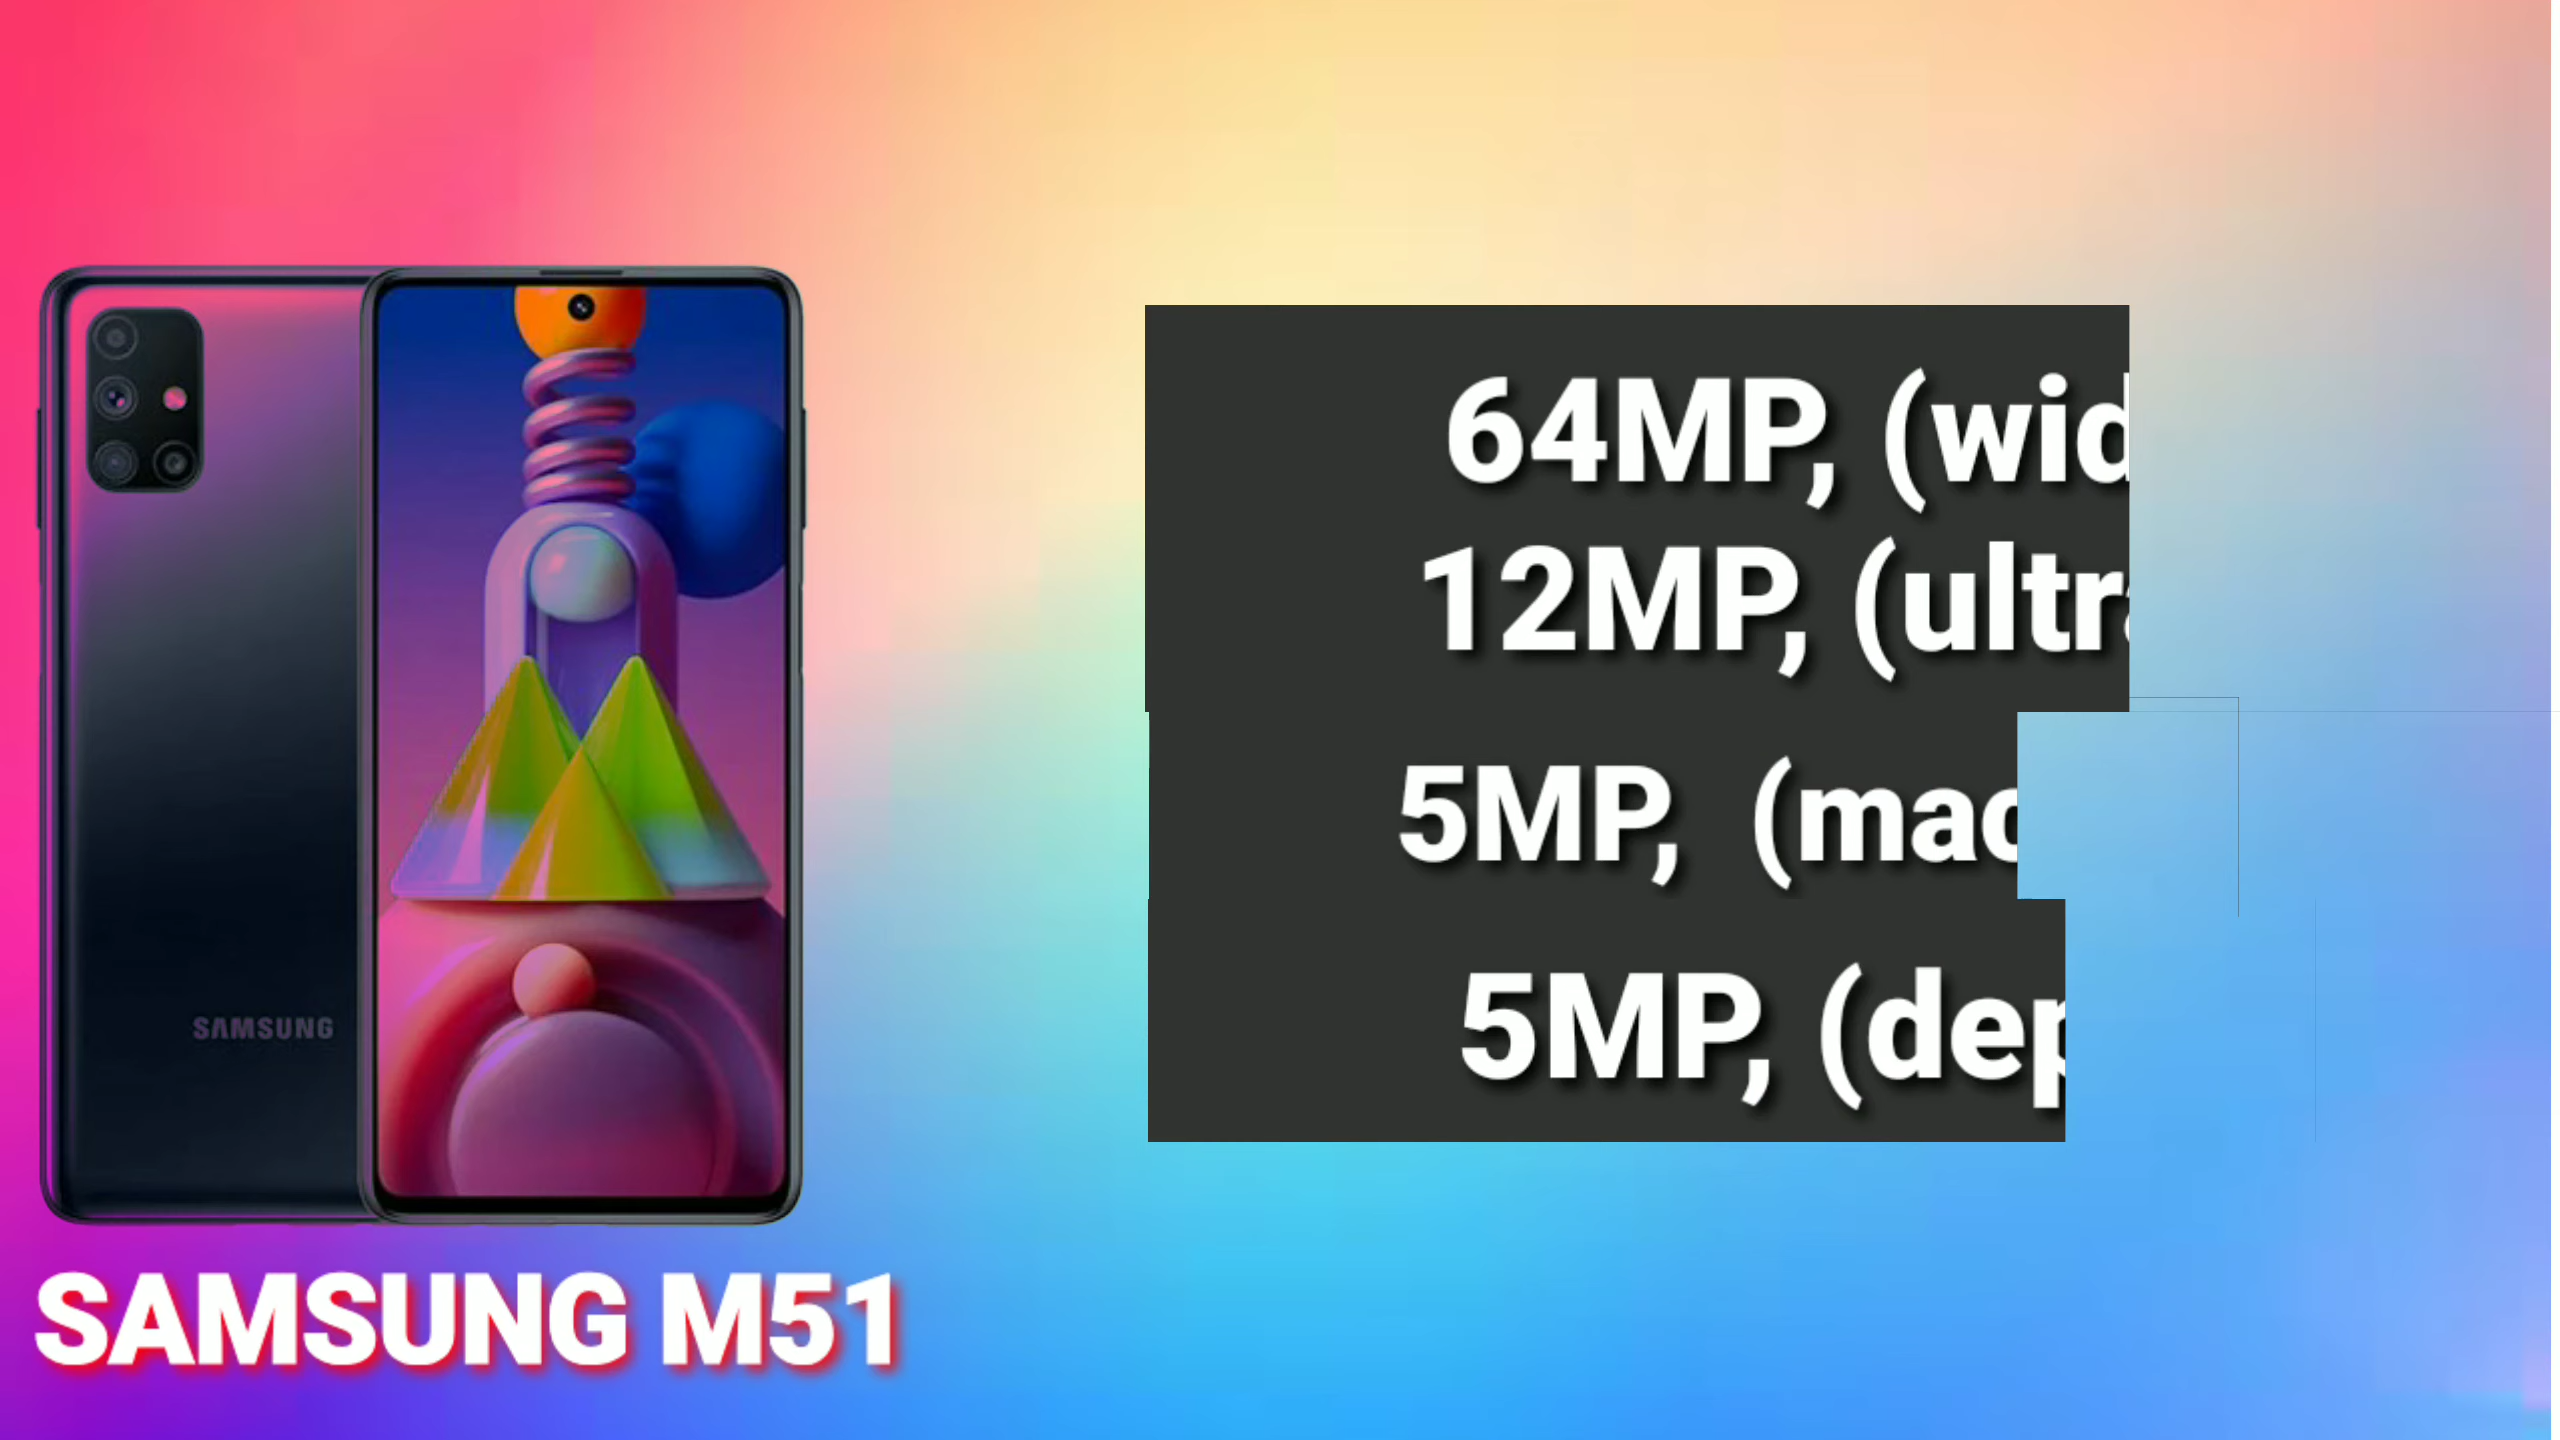 64MP, (wid
12MP, (ultr
5MP, (mac
5MP, (dep
SAMSUNG
SAMSUNG M51